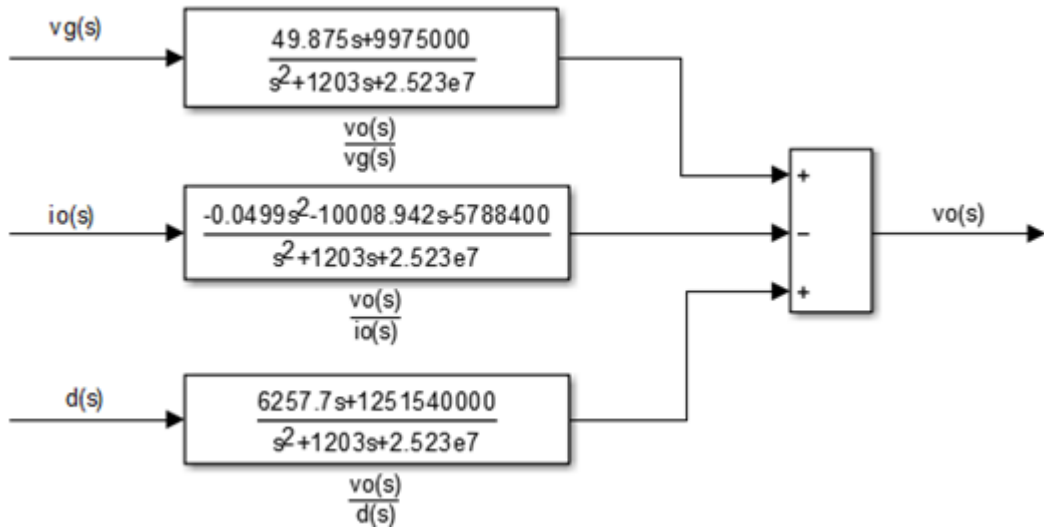 vg(s)
49.875s+9975000
s²+1203s+2.523e7
vo(s)
vg(s)
io(s)
-0.0499s²-10008.942s-5788400
s²+1203s+2.523e7
vo(s)
io(s)
d(s)
6257.7s+1251540000
s²+1203s+2.523e7
vo(s)
d(s)
+
−
+
vo(s)